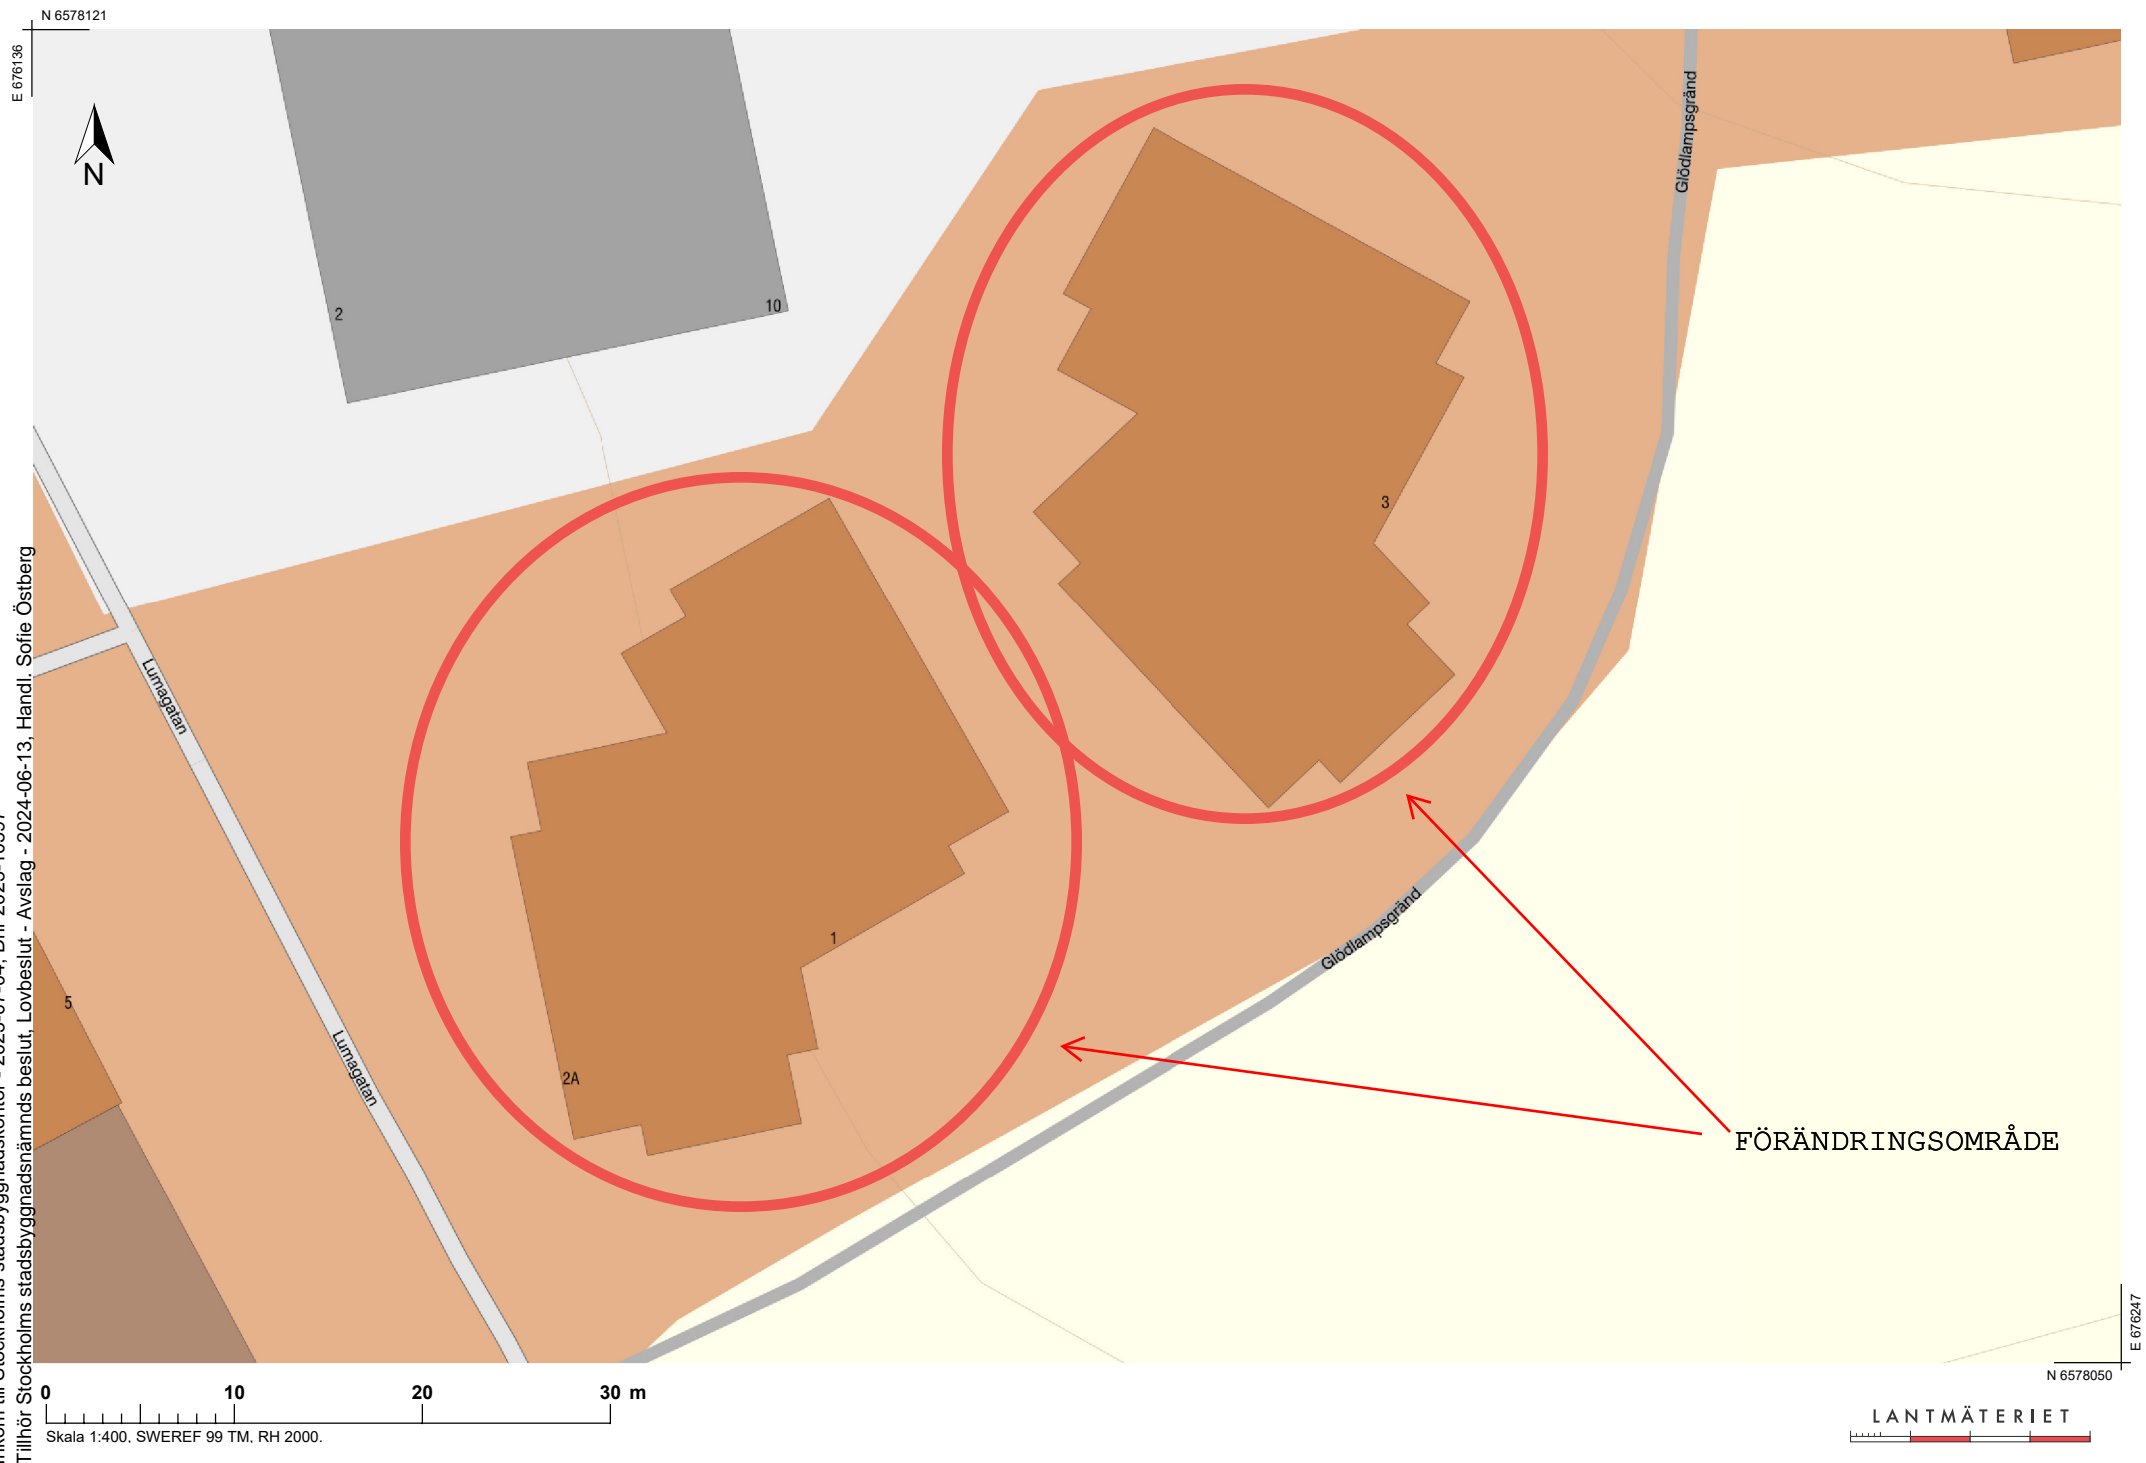 N 6578121
E 676136
N
Glödlampsgränd
2
10
3
Lumagatan
1
2A
5
Lumagatan
Glödlampsgränd
FÖRÄNDRINGSOMRÅDE
Tillhör Stockholms stadsbyggnadsnämnds beslut, Lovbeslut - Avslag - 2024-06-13, Handl. Sofie Östberg
E 676247
N 6578050
0 10 20 30 m
Skala 1:400, SWEREF 99 TM, RH 2000.
LANTMÄTERIET